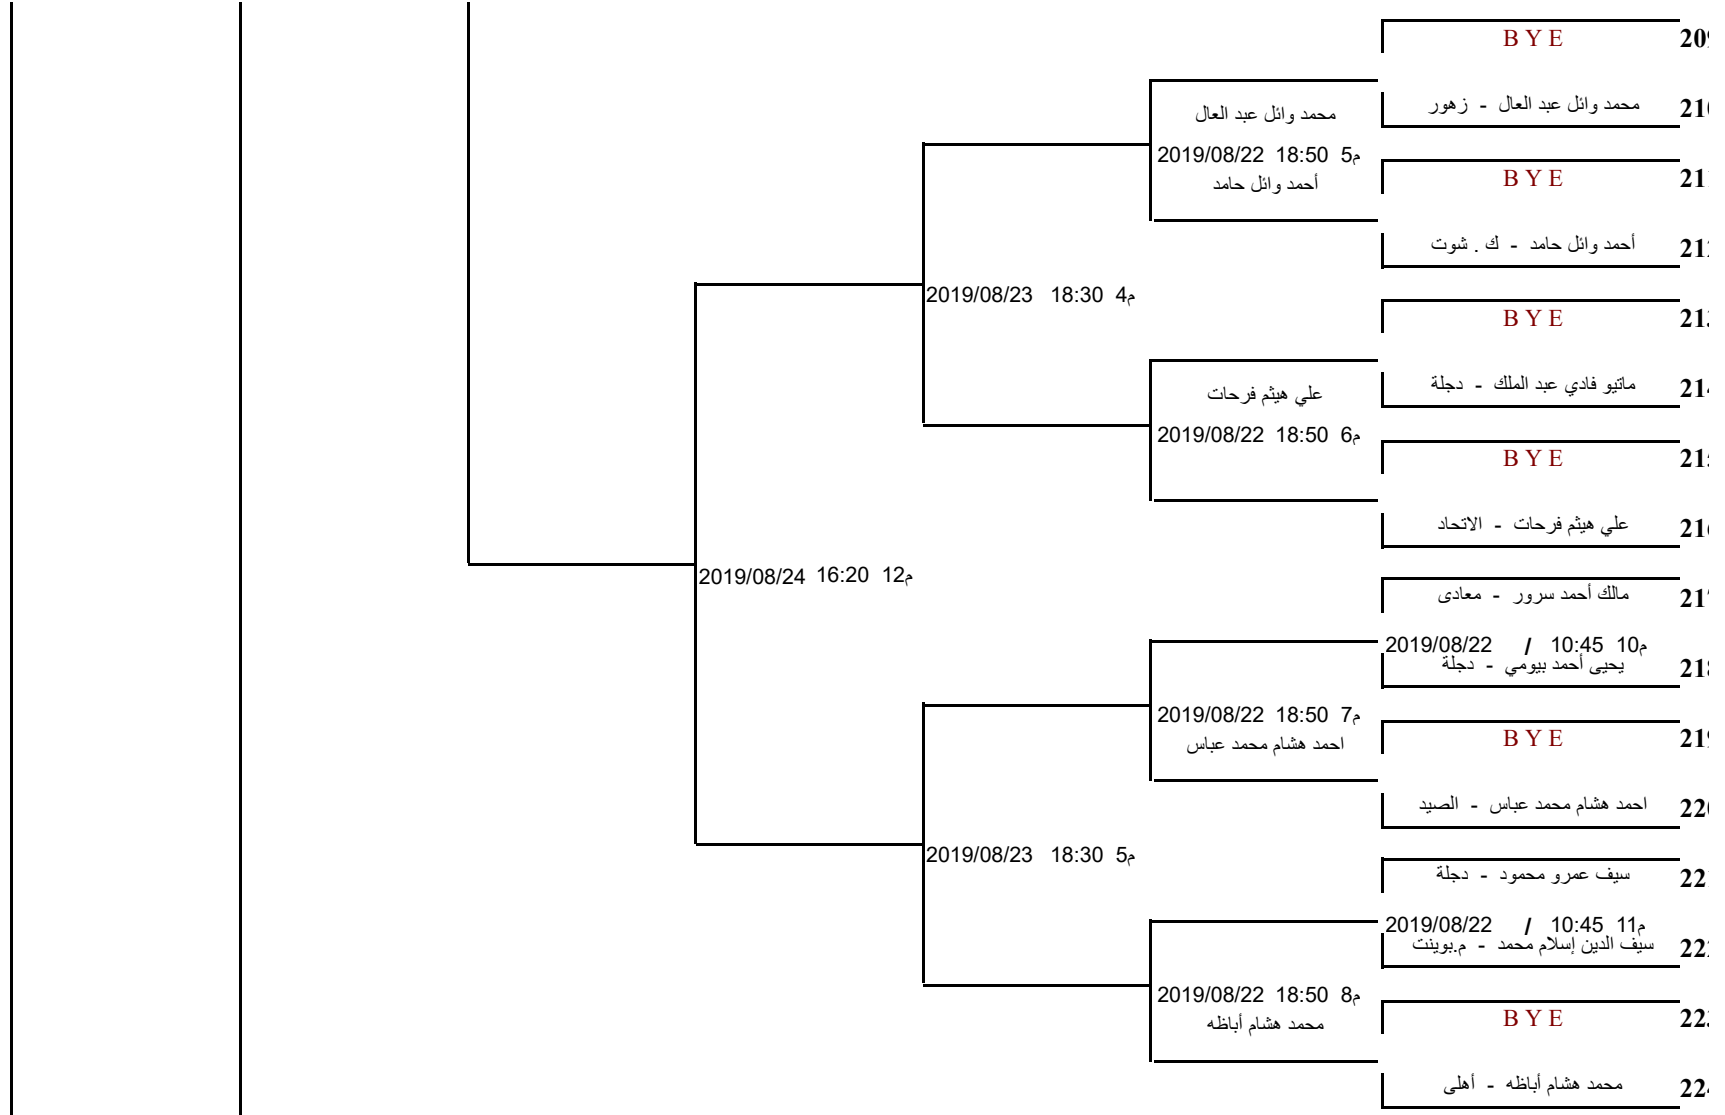 209 B Y E
210 محمد وائل عبد العال - زهور
محمد وائل عبد العال
م5 18:50 2019/08/22
211 B Y E
أحمد وائل حامد
212 أحمد وائل حامد - ك . شوت
م4 18:30 2019/08/23
213 B Y E
214 ماتيو فادي عبد الملك - دجلة
علي هيثم فرحات
م6 18:50 2019/08/22
215 B Y E
216 علي هيثم فرحات - الاتحاد
م12 16:20 2019/08/24
217 مالك أحمد سرور - معادى
م10 10:45 / 2019/08/22
218 يحيى أحمد بيومي - دجلة
م7 18:50 2019/08/22
219 B Y E
احمد هشام محمد عباس
220 احمد هشام محمد عباس - الصيد
م5 18:30 2019/08/23
221 سيف عمرو محمود - دجلة
م11 10:45 / 2019/08/22
222 سيف الدين إسلام محمد - م.بوينت
م8 18:50 2019/08/22
223 B Y E
محمد هشام أباظه
224 محمد هشام أباظه - أهلى